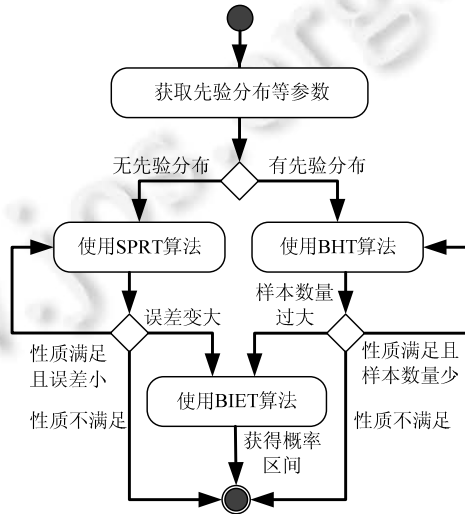 获取先验分布等参数
无先验分布
有先验分布
使用SPRT算法
使用BHT算法
误差变大
样本数量
过大
性质满足
且误差小
性质满足且
样本数量少
使用BIET算法
性质不满足
性质不满足
获得概率
区间